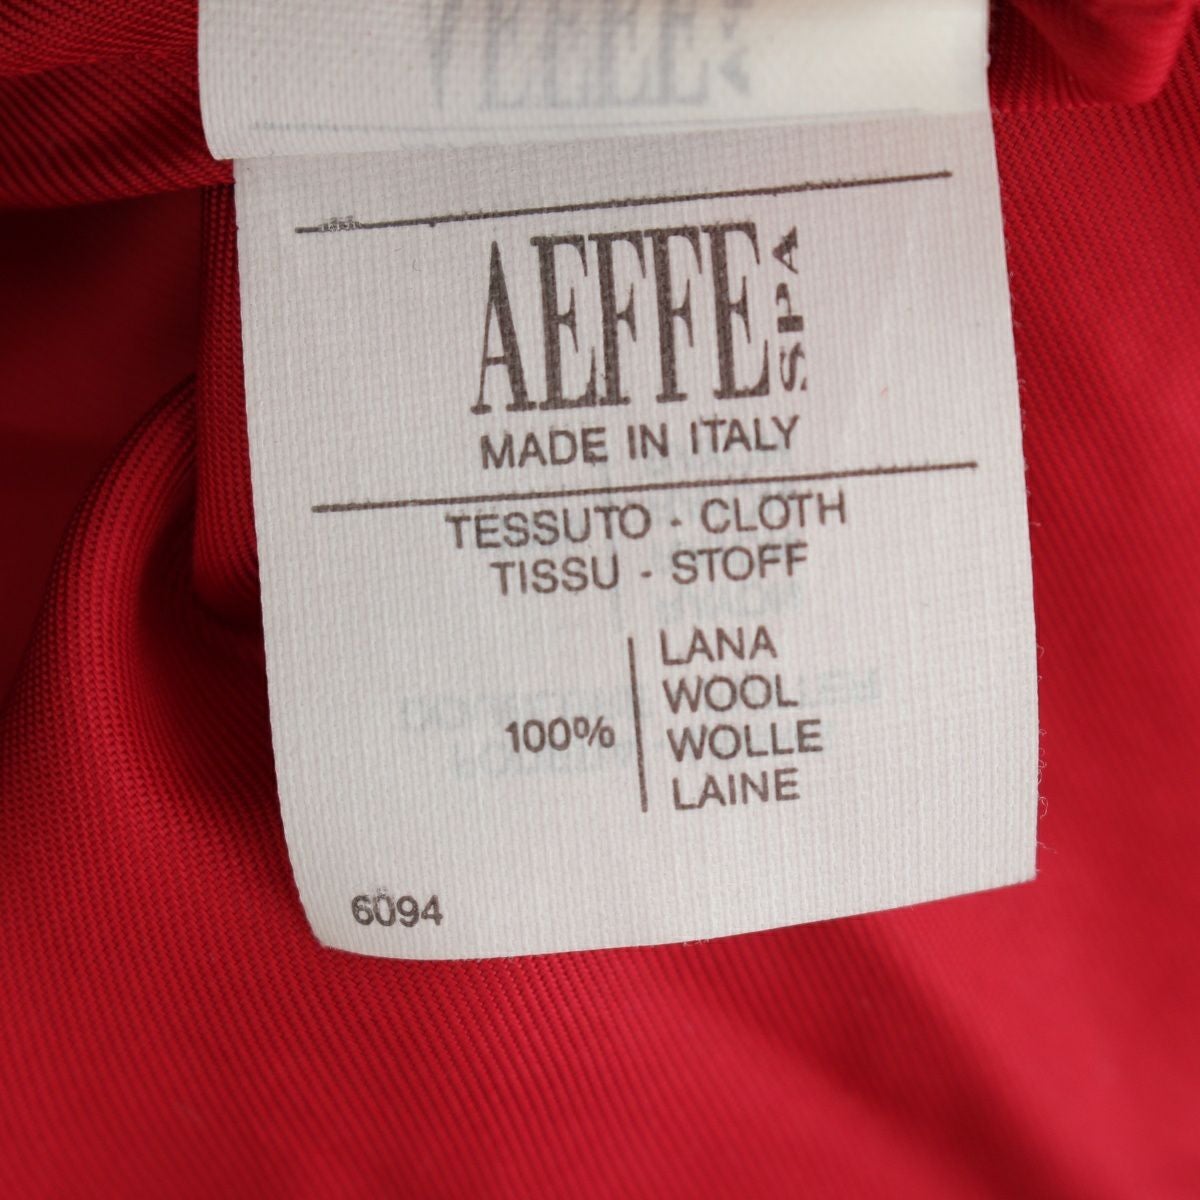 AEFFE SPA
MADE IN ITALY
TESSUTO - CLOTH
TISSU - STOFF
100%
LANA
WOOL
WOLLE
LAINE
6094